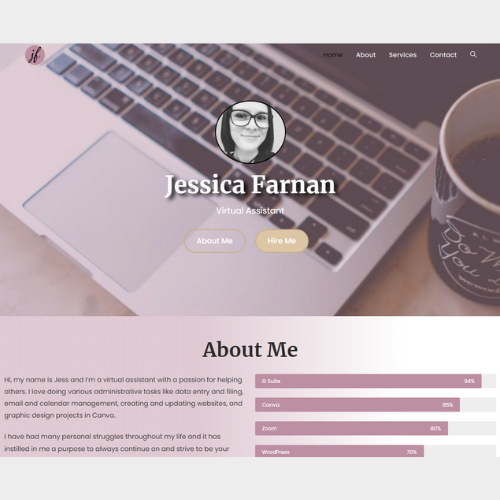 jf
Home About Services Contact
Jessica Farnan
Virtual Assistant
About Me Hire Me
About Me
Hi, my name is Jess and I'm a virtual assistant with a passion for helping
others. I love doing various administrative tasks like data entry and filing,
email and calendar management, creating and updating websites, and
graphic design projects in Canva.
I have had many personal struggles throughout my life and it has
instilled in me a purpose to always continue on and strive to be your
G Suite 94%
Canva 85%
Zoom 80%
WordPress 70%